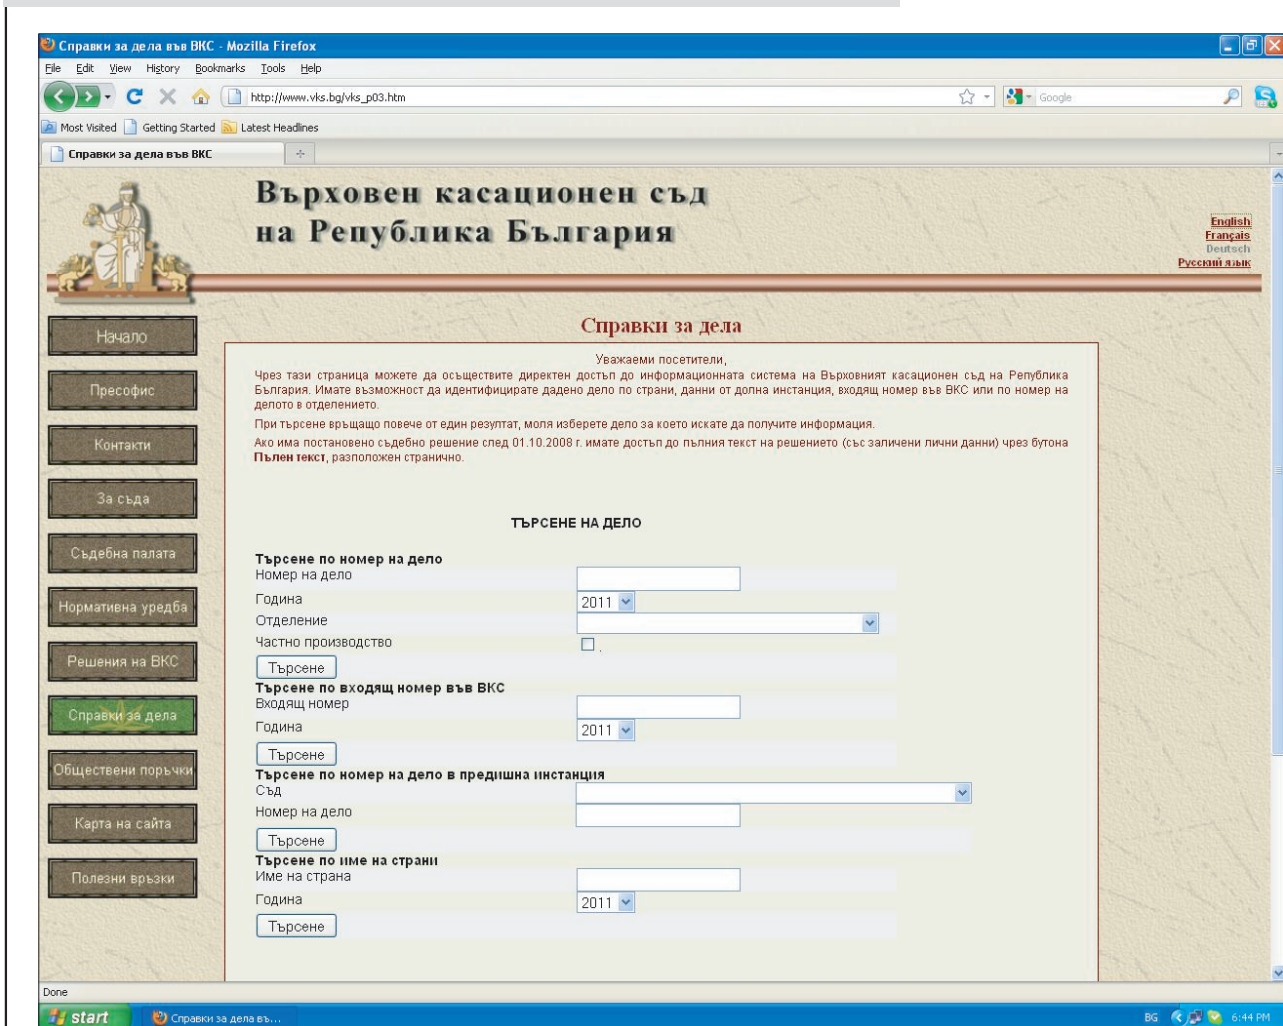 Справки за дела във ВКС - Mozilla Firefox
File Edit View History Bookmarks Tools Help
http://www.vks.bg/vks_p03.htm
Google
Most Visited Getting Started Latest Headlines
Справки за дела във ВКС
Върховен касационен съд
на Република България
English
Français
Deutsch
Русский язык
Начало
Пресофис
Контакти
За съда
Съдебна палата
Нормативна уредба
Решения на ВКС
Справки за дела
Обществени поръчки
Карта на сайта
Полезни връзки
Справки за дела
Уважаеми посетители,
Чрез тази страница можете да осъществите директен достъп до информационната система на Върховният касационен съд на Република
България. Имате възможност да идентифицирате дадено дело по страни, данни от долна инстанция, входящ номер във ВКС или по номер на
делото в отделението.
При търсене връщащо повече от един резултат, моля изберете дело за което искате да получите информация.
Ако има постановено съдебно решение след 01.10.2008 г. имате достъп до пълния текст на решението (със заличени лични данни) чрез бутона
Пълен текст, разположен странично.
ТЪРСЕНЕ НА ДЕЛО
Търсене по номер на дело
Номер на дело
Година 2011
Отделение
Частно производство .
Търсене
Търсене по входящ номер във ВКС
Входящ номер
Година 2011
Търсене
Търсене по номер на дело в предишна инстанция
Съд
Номер на дело
Търсене
Търсене по име на страни
Име на страна
Година 2011
Търсене
Done
start Справки за дела въ... BG 6:44 PM